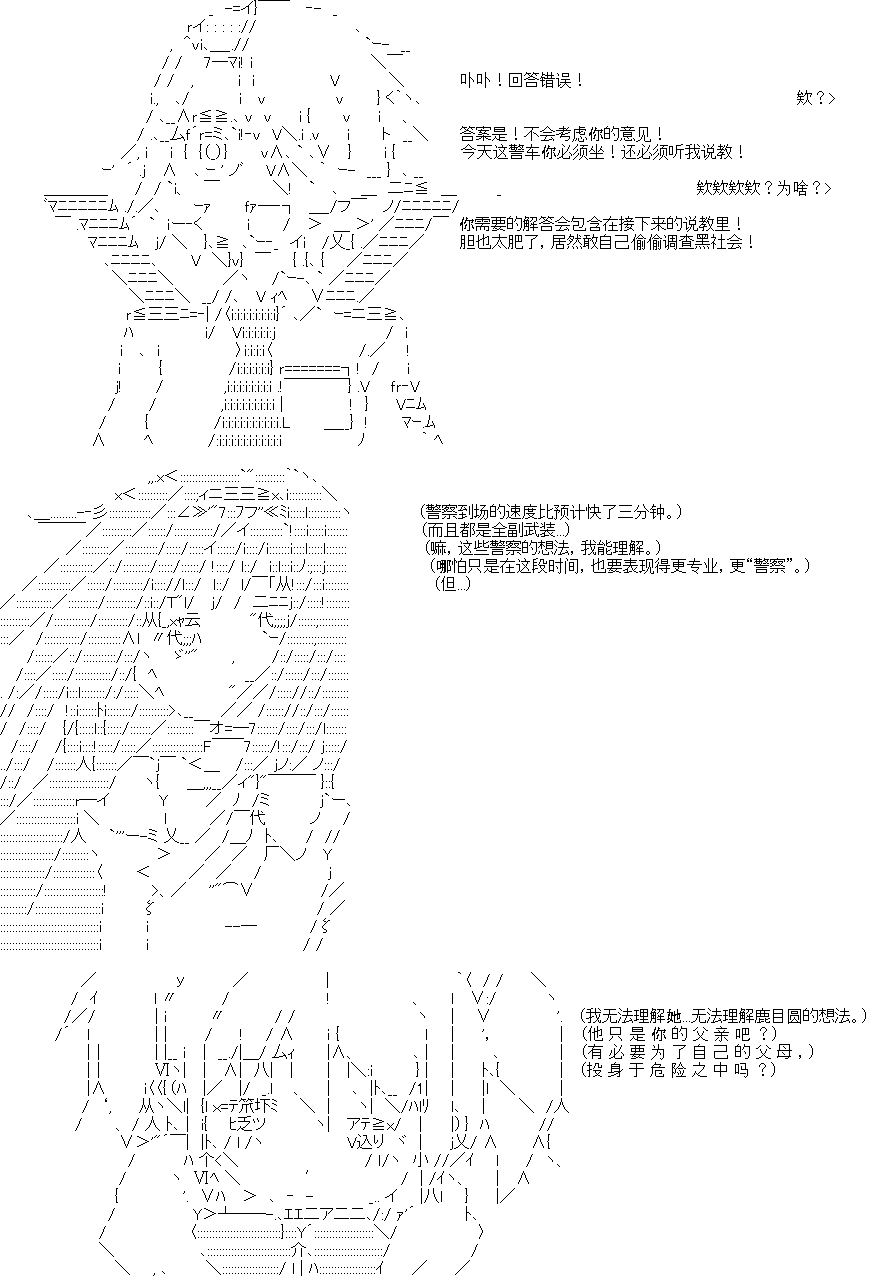 卟卟！回答错误！
欸？>
答案是！不会考虑你的意见！
今天这警车你必须坐！还必须听我说教！
欸欸欸欸？为啥？>
你需要的解答会包含在接下来的说教里！
胆也太肥了，居然敢自己偷偷调查黑社会！
（警察到场的速度比预计快了三分钟。）
（而且都是全副武装…）
（嘛，这些警察的想法，我能理解。）
（哪怕只是在这段时间，也要表现得更专业，更“警察”。）
（但…）
（我无法理解她…无法理解鹿目圆的想法。）
（他只是你的父亲吧？）
（有必要为了自己的父母，）
（投身于危险之中吗？）